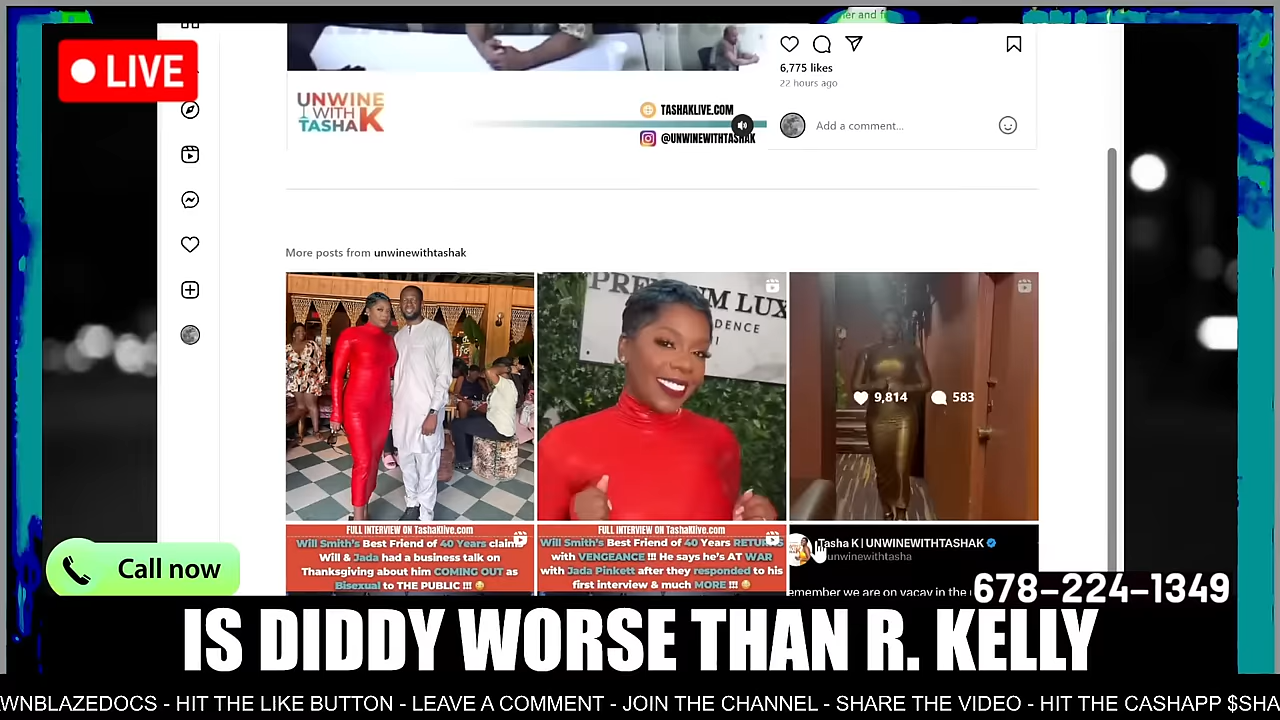 LIVE
6,775 likes
22 hours ago
Add a comment...
UNWINE
WITH
TASHAK
TASHAKLIVE.COM
@UNWINEWITHTASHAK
More posts from unwinewithtashak
PREMIUM LUX
DENCE
9,814 583
FULL INTERVIEW ON TashaKlive.com
Will Smith's Best Friend of 40 Years claim
Will & Jada had a business talk on
Thanksgiving about him COMING OUT as
Bisexual to THE PUBLIC !!!
FULL INTERVIEW ON TashaKlive.com
Will Smith's Best Friend of 40 Years RETURNS
with VENGEANCE !!! He says he's AT WAR
with Jada Pinkett after they responded to his
first interview & much MORE !!!
Tasha K | UNWINEWITHTASHAK
unwinewithtasha
emember we are on vacay in the
Call now
678-224-1349
IS DIDDY WORSE THAN R. KELLY
AWNBLAZEDOCS - HIT THE LIKE BUTTON - LEAVE A COMMENT - JOIN THE CHANNEL - SHARE THE VIDEO - HIT THE CASHAPP $SHA